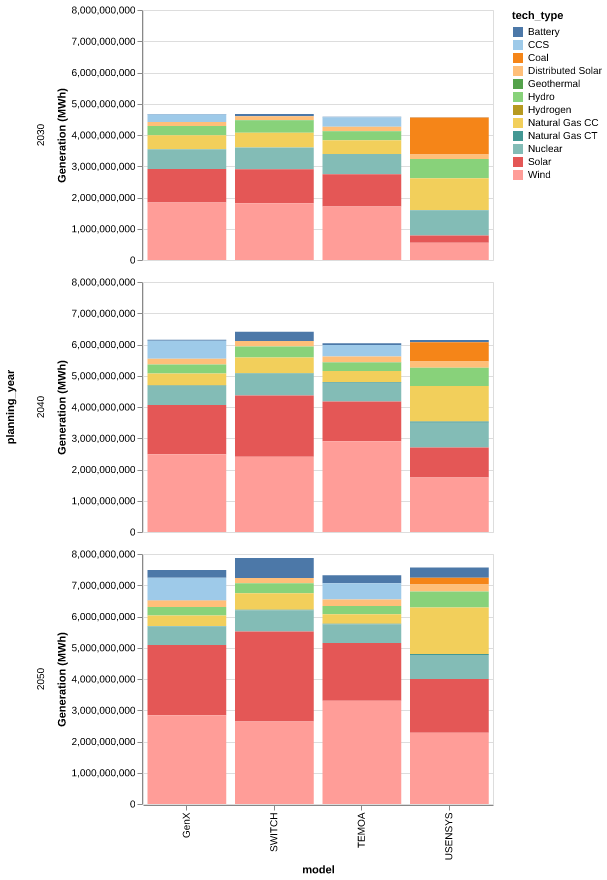 tech_type
Battery
CCS
Coal
Distributed Solar
Geothermal
Hydro
Hydrogen
Natural Gas CC
Natural Gas CT
Nuclear
Solar
Wind
planning_year
2030
Generation (MWh)
8,000,000,000
7,000,000,000
6,000,000,000
5,000,000,000
4,000,000,000
3,000,000,000
2,000,000,000
1,000,000,000
0
2040
Generation (MWh)
8,000,000,000
7,000,000,000
6,000,000,000
5,000,000,000
4,000,000,000
3,000,000,000
2,000,000,000
1,000,000,000
0
2050
Generation (MWh)
8,000,000,000
7,000,000,000
6,000,000,000
5,000,000,000
4,000,000,000
3,000,000,000
2,000,000,000
1,000,000,000
0
GenX
SWITCH
TEMOA
USENSYS
model